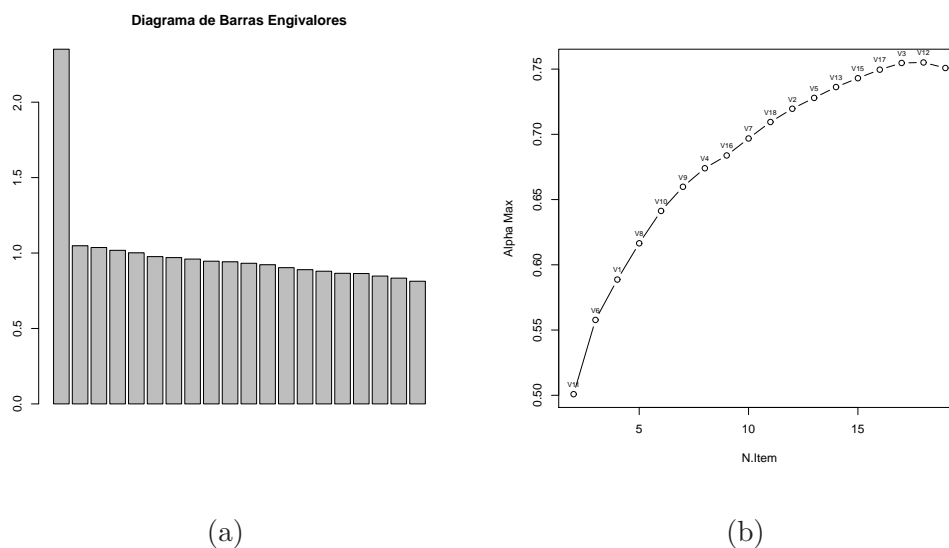 Diagrama de Barras Engivalores
2.0
1.5
1.0
0.5
0.0
(a)
0.75
0.70
0.65
0.60
0.55
0.50
Alpha Max
V11
V6
V1
V8
V10
V9
V4
V16
V7
V18
V2
V5
V13
V15
V17
V3
V12
5
10
15
N.Item
(b)